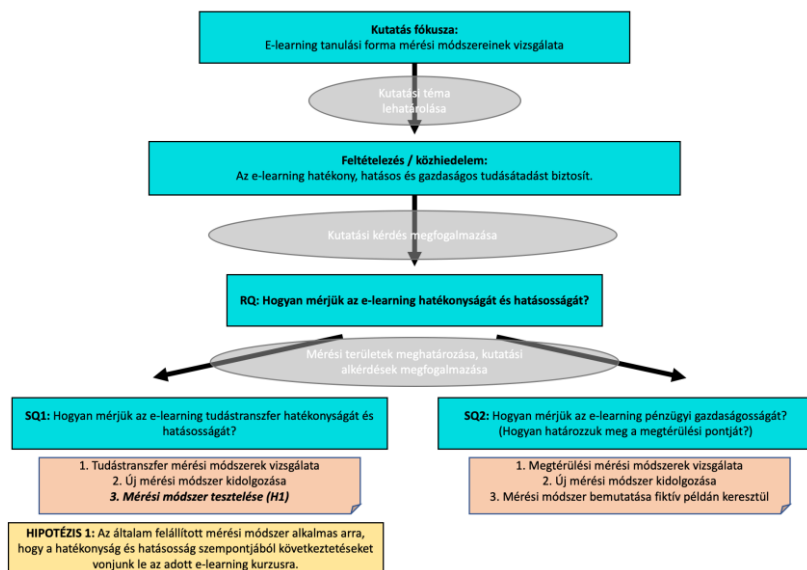 Kutatás fókusza:
E-learning tanulási forma mérési módszereinek vizsgálata
Kutatási téma
lehatárolása
Feltételezés / közhiedelem:
Az e-learning hatékony, hatásos és gazdaságos tudásátadást biztosít.
Kutatási kérdés megfogalmazása
RQ: Hogyan mérjük az e-learning hatékonyságát és hatásosságát?
Mérési területek meghatározása, kutatási
alkérdések megfogalmazása
SQ1: Hogyan mérjük az e-learning tudástranszfer hatékonyságát és
hatásosságát?
1. Tudástranszfer mérési módszerek vizsgálata
2. Új mérési módszer kidolgozása
3. Mérési módszer tesztelése (H1)
HIPOTÉZIS 1: Az általam felállított mérési módszer alkalmas arra,
hogy a hatékonyság és hatásosság szempontjából következtetéseket
vonjunk le az adott e-learning kurzusra.
SQ2: Hogyan mérjük az e-learning pénzügyi gazdaságosságát?
(Hogyan határozzuk meg a megtérülési pontját?)
1. Megtérülési mérési módszerek vizsgálata
2. Új mérési módszer kidolgozása
3. Mérési módszer bemutatása fiktív példán keresztül